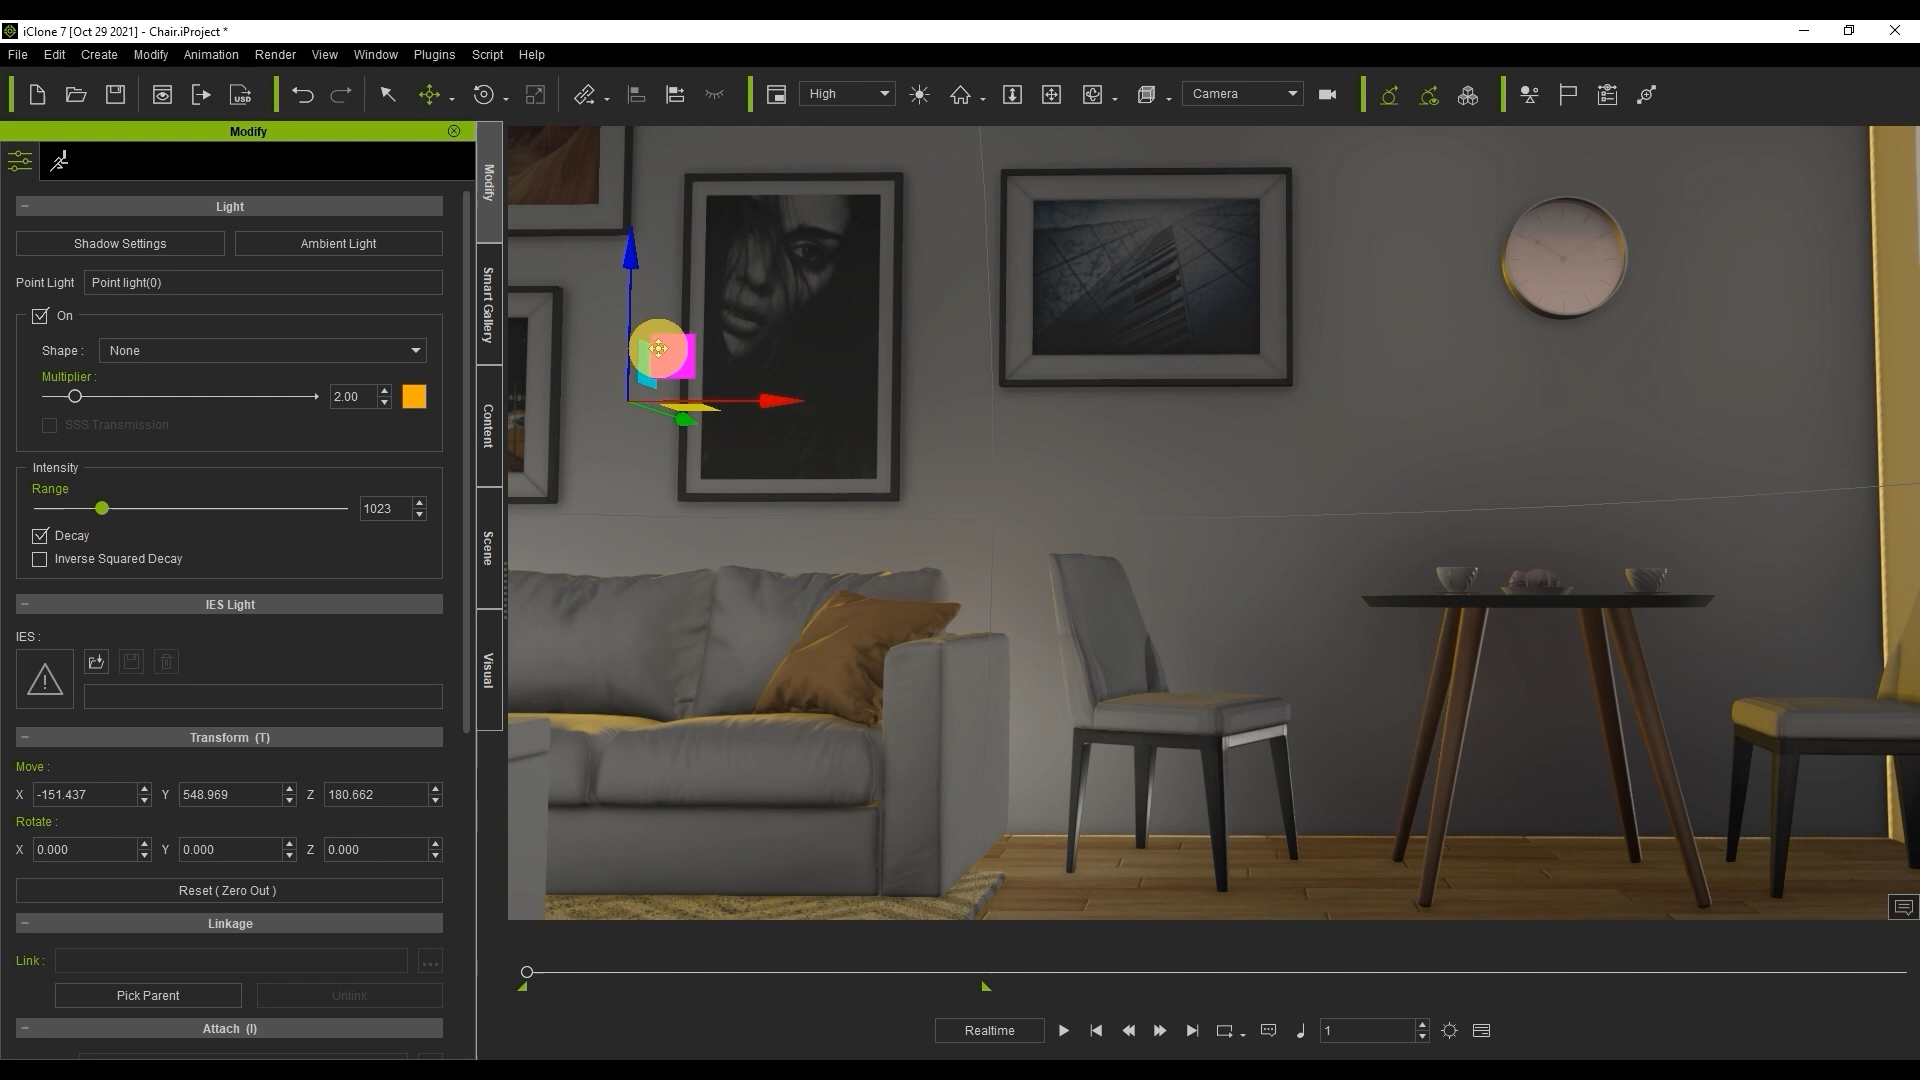 iClone 7 [Oct 29 2021] - Chair.iProject *
File Edit Create Modify Animation Render View Window Plugins Script Help
USD
High
Camera
Modify
Modify
Smart Gallery
Content
Scene
Visual
Light
Shadow Settings Ambient Light
Point Light Point light(0)
On
Shape : None
Multiplier :
2.00
SSS Transmission
Intensity
Range
1023
Decay
Inverse Squared Decay
IES Light
IES :
Transform (T)
Move :
X -151.437 Y 548.969 Z 180.662
Rotate :
X 0.000 Y 0.000 Z 0.000
Reset ( Zero Out )
Linkage
Link : ...
Pick Parent Unlink
Attach (I)
Realtime 1